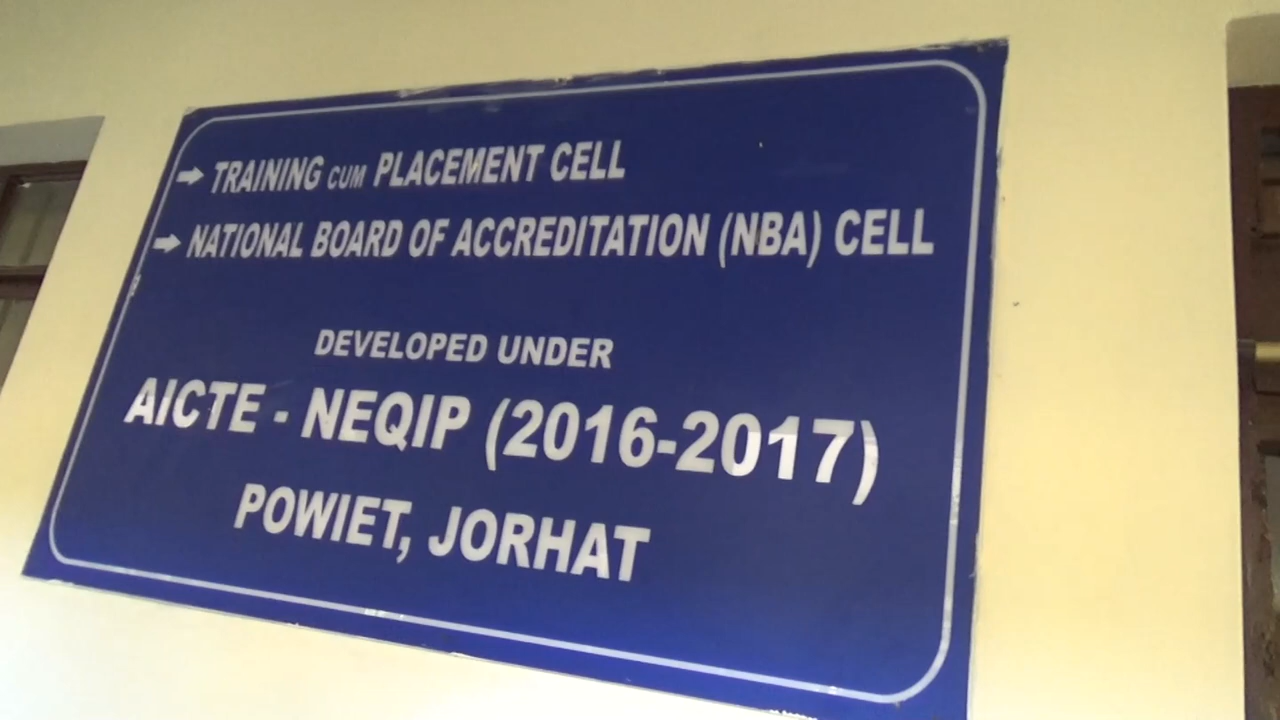 ➡ TRAINING CUM PLACEMENT CELL
➡ NATIONAL BOARD OF ACCREDITATION (NBA) CELL
DEVELOPED UNDER
AICTE - NEQIP (2016-2017)
POWIET, JORHAT